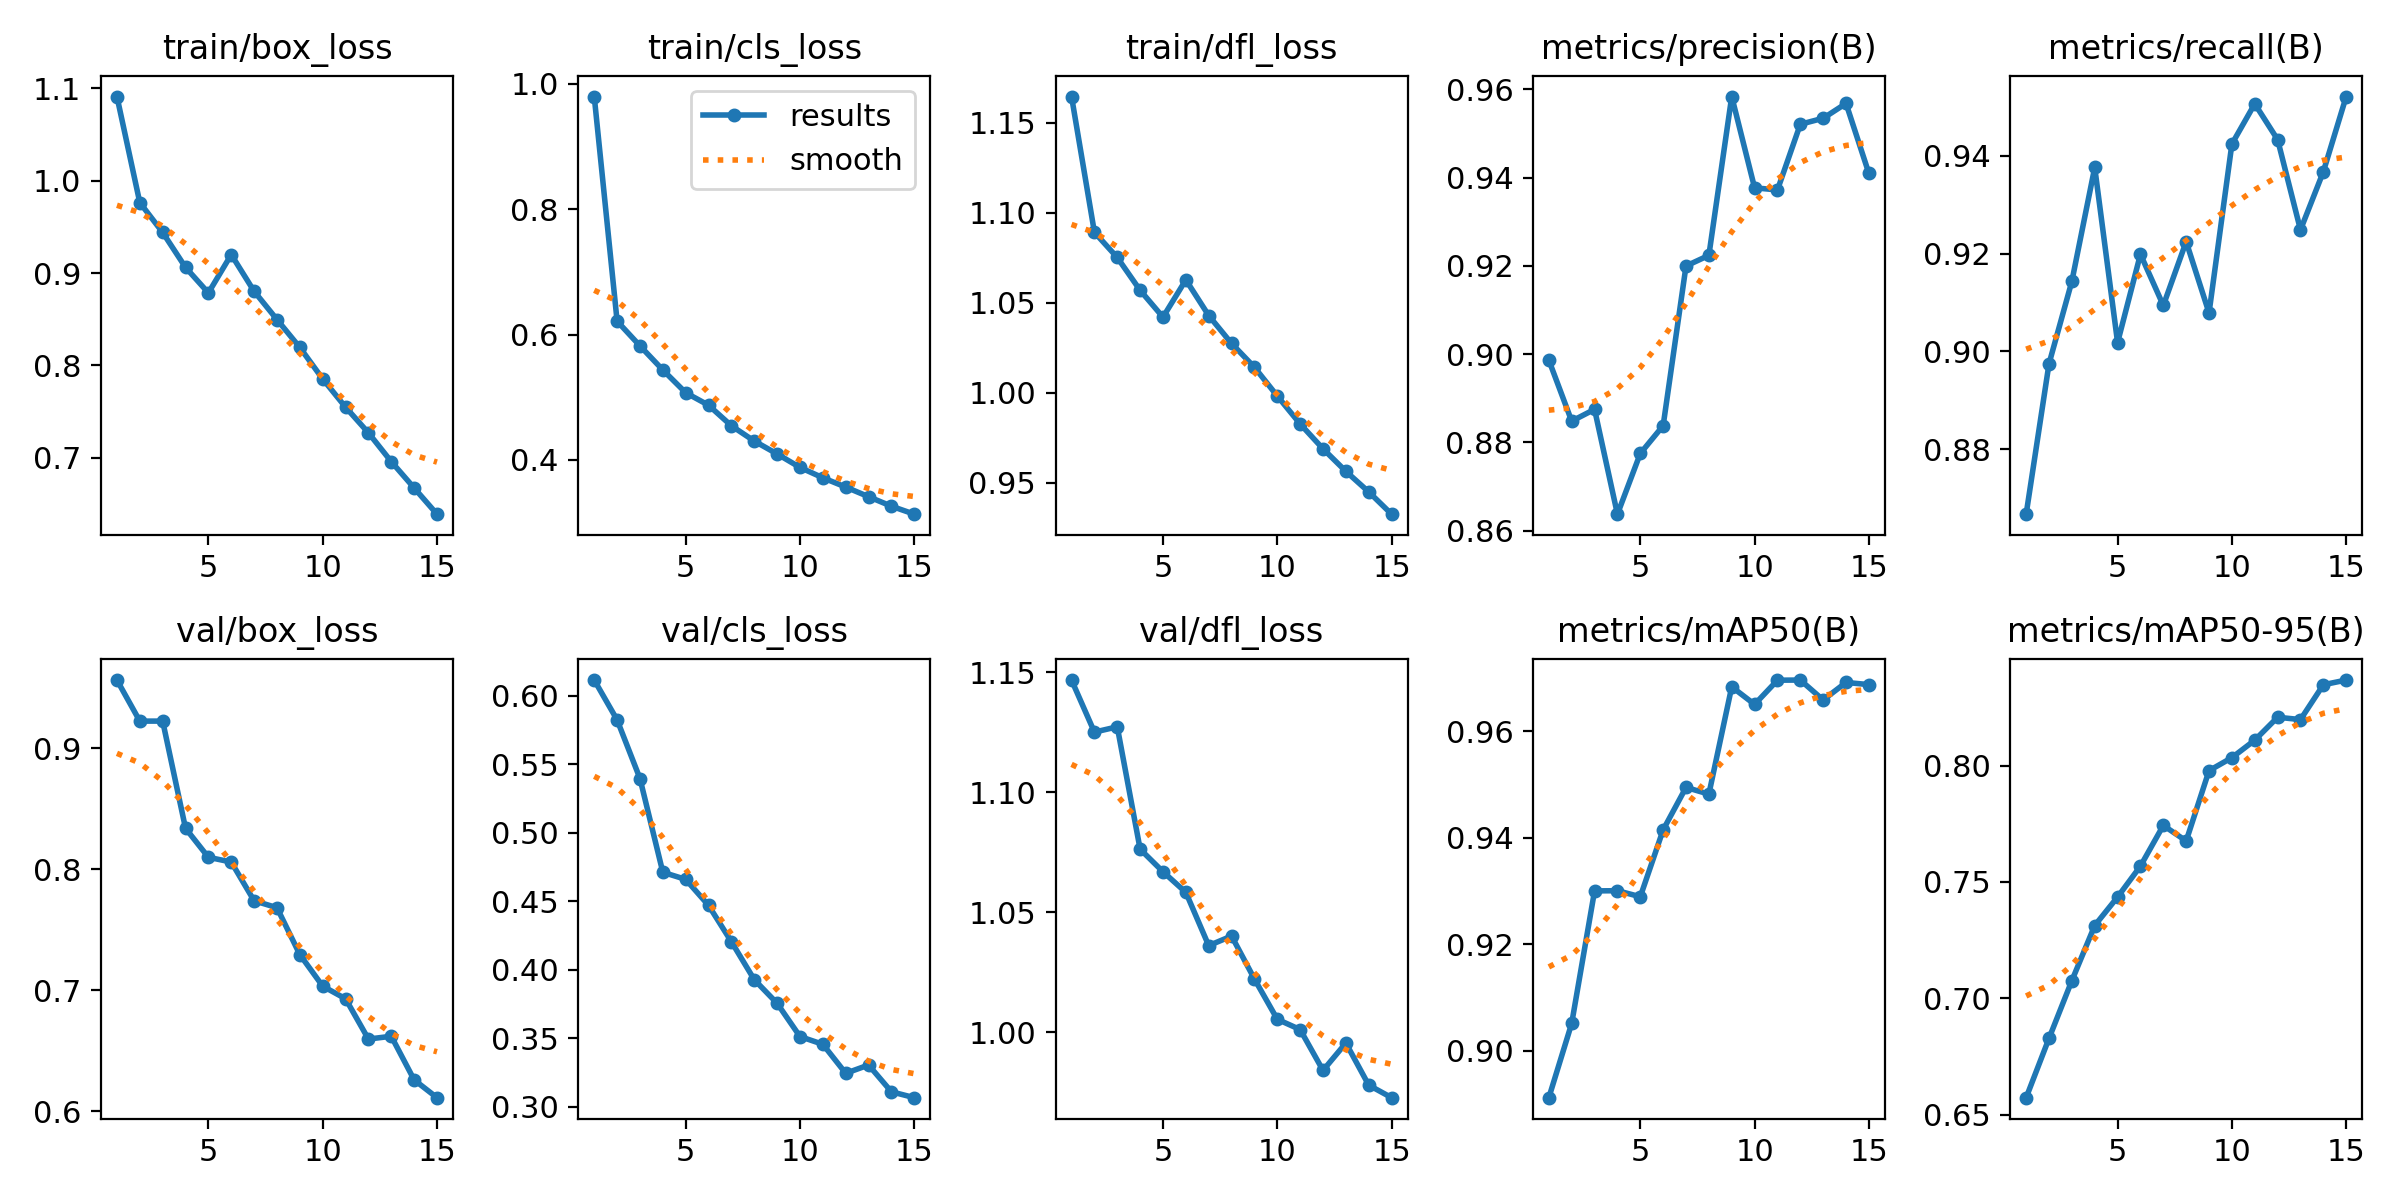 train/box_loss
1.1
1.0
0.9
0.8
0.7
5 10 15
train/cls_loss
results
smooth
1.0
0.8
0.6
0.4
5 10 15
train/dfl_loss
1.15
1.10
1.05
1.00
0.95
5 10 15
metrics/precision(B)
0.96
0.94
0.92
0.90
0.88
0.86
5 10 15
metrics/recall(B)
0.94
0.92
0.90
0.88
5 10 15
val/box_loss
0.9
0.8
0.7
0.6
5 10 15
val/cls_loss
0.60
0.55
0.50
0.45
0.40
0.35
0.30
5 10 15
val/dfl_loss
1.15
1.10
1.05
1.00
5 10 15
metrics/mAP50(B)
0.96
0.94
0.92
0.90
5 10 15
metrics/mAP50-95(B)
0.80
0.75
0.70
0.65
5 10 15